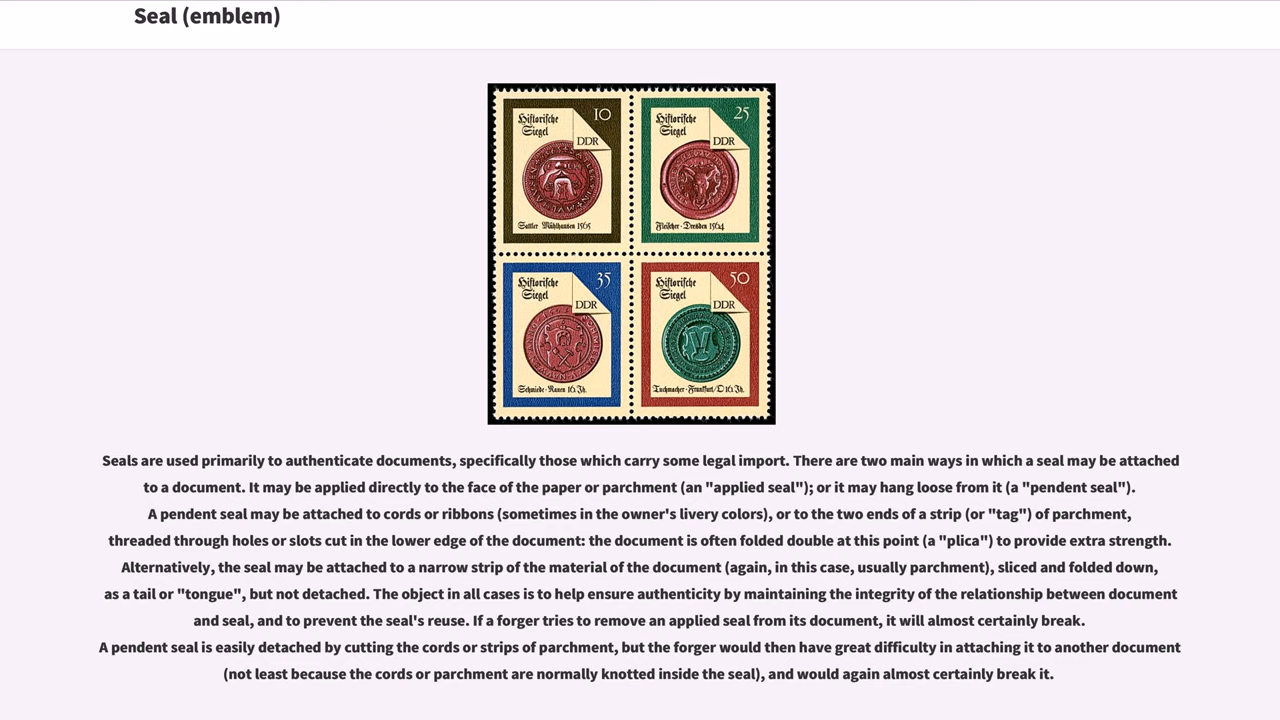 Seal (emblem)
10
Historische
Siegel
DDR
Sattler Mühlhausen 1565
25
Historische
Siegel
DDR
Fleischer · Dresden 1564
35
Historische
Siegel
DDR
Schmiede · Nauen 16. Jh.
50
Historische
Siegel
DDR
Tuchmacher · Frankfurt/O 16. Jh.
Seals are used primarily to authenticate documents, specifically those which carry some legal import. There are two main ways in which a seal may be attached
to a document. It may be applied directly to the face of the paper or parchment (an "applied seal"); or it may hang loose from it (a "pendent seal").
A pendent seal may be attached to cords or ribbons (sometimes in the owner's livery colors), or to the two ends of a strip (or "tag") of parchment,
threaded through holes or slots cut in the lower edge of the document: the document is often folded double at this point (a "plica") to provide extra strength.
Alternatively, the seal may be attached to a narrow strip of the material of the document (again, in this case, usually parchment), sliced and folded down,
as a tail or "tongue", but not detached. The object in all cases is to help ensure authenticity by maintaining the integrity of the relationship between document
and seal, and to prevent the seal's reuse. If a forger tries to remove an applied seal from its document, it will almost certainly break.
A pendent seal is easily detached by cutting the cords or strips of parchment, but the forger would then have great difficulty in attaching it to another document
(not least because the cords or parchment are normally knotted inside the seal), and would again almost certainly break it.